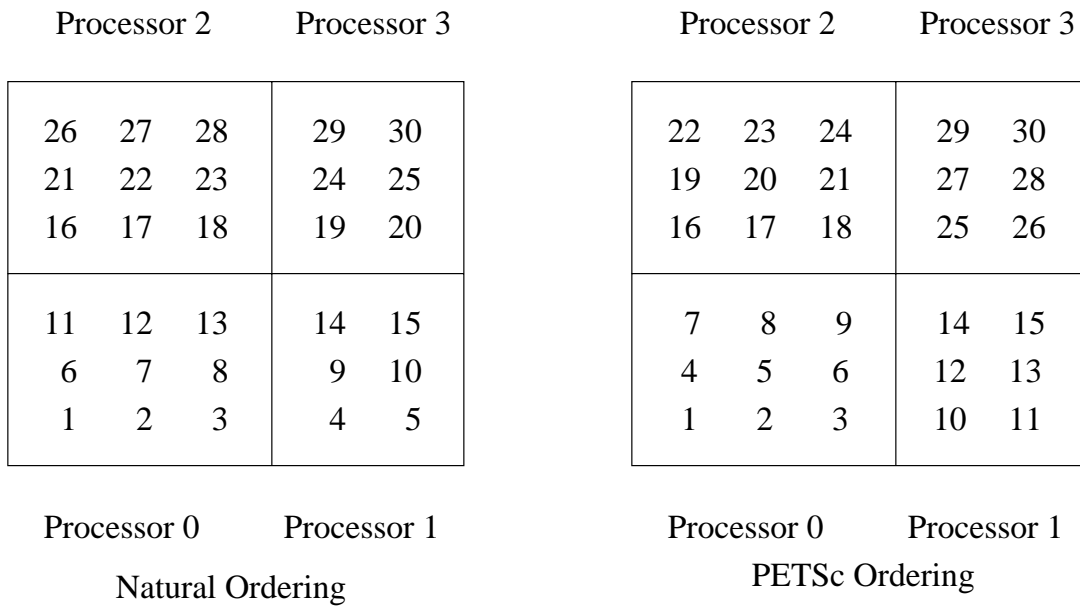 Processor 2 Processor 3 Processor 2 Processor 3
26 27 28 29 30 22 23 24 29 30
21 22 23 24 25 19 20 21 27 28
16 17 18 19 20 16 17 18 25 26
11 12 13 14 15 7 8 9 14 15
6 7 8 9 10 4 5 6 12 13
1 2 3 4 5 1 2 3 10 11
Processor 0 Processor 1 Processor 0 Processor 1
Natural Ordering PETSc Ordering